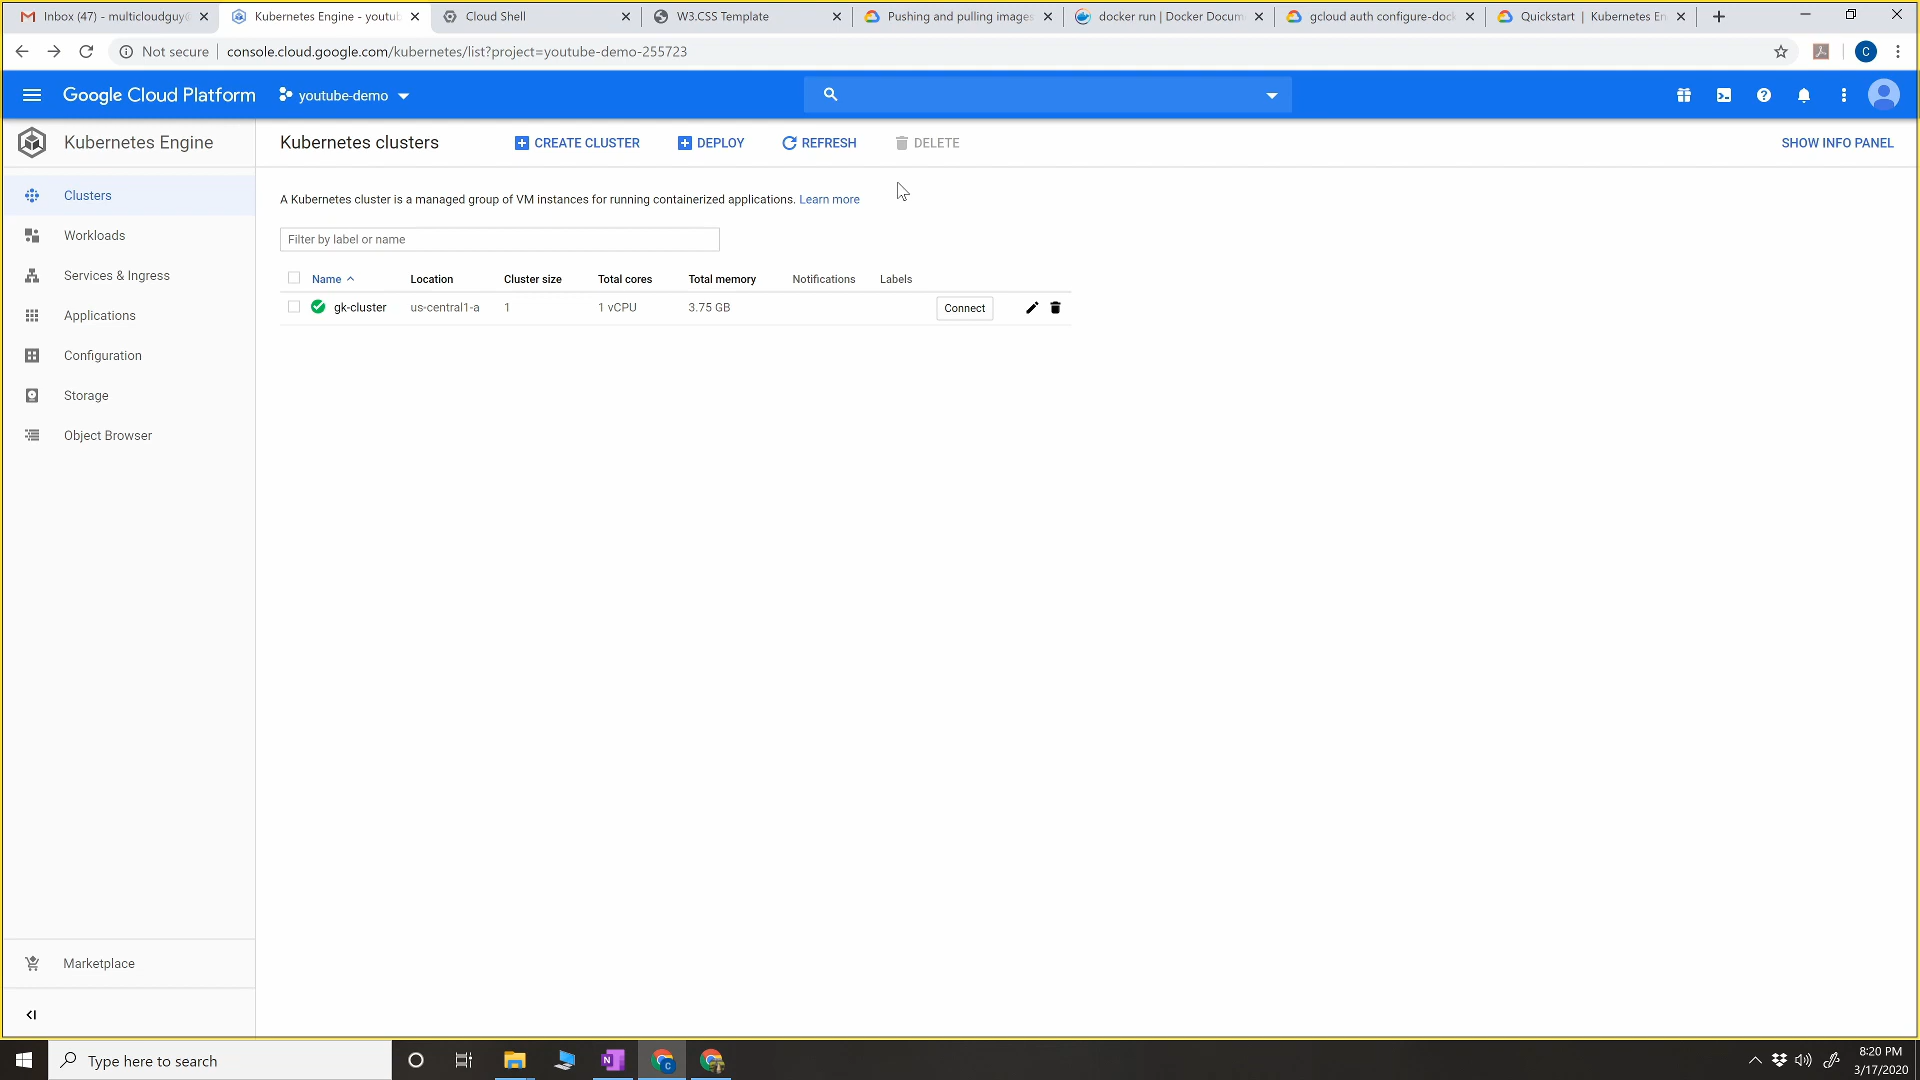 Inbox (47) - multicloudguy
Kubernetes Engine - youtub
Cloud Shell
W3.CSS Template
Pushing and pulling images
docker run | Docker Docum
gcloud auth configure-dock
Quickstart | Kubernetes En
Not secure
console.cloud.google.com/kubernetes/list?project=youtube-demo-255723
C
Google Cloud Platform
youtube-demo
Kubernetes Engine
Kubernetes clusters
CREATE CLUSTER
DEPLOY
REFRESH
DELETE
SHOW INFO PANEL
Clusters
Workloads
Services & Ingress
Applications
Configuration
Storage
Object Browser
Marketplace
A Kubernetes cluster is a managed group of VM instances for running containerized applications. Learn more
Filter by label or name
Name Location Cluster size Total cores Total memory Notifications Labels
gk-cluster us-central1-a 1 1 vCPU 3.75 GB Connect
Type here to search
8:20 PM
3/17/2020